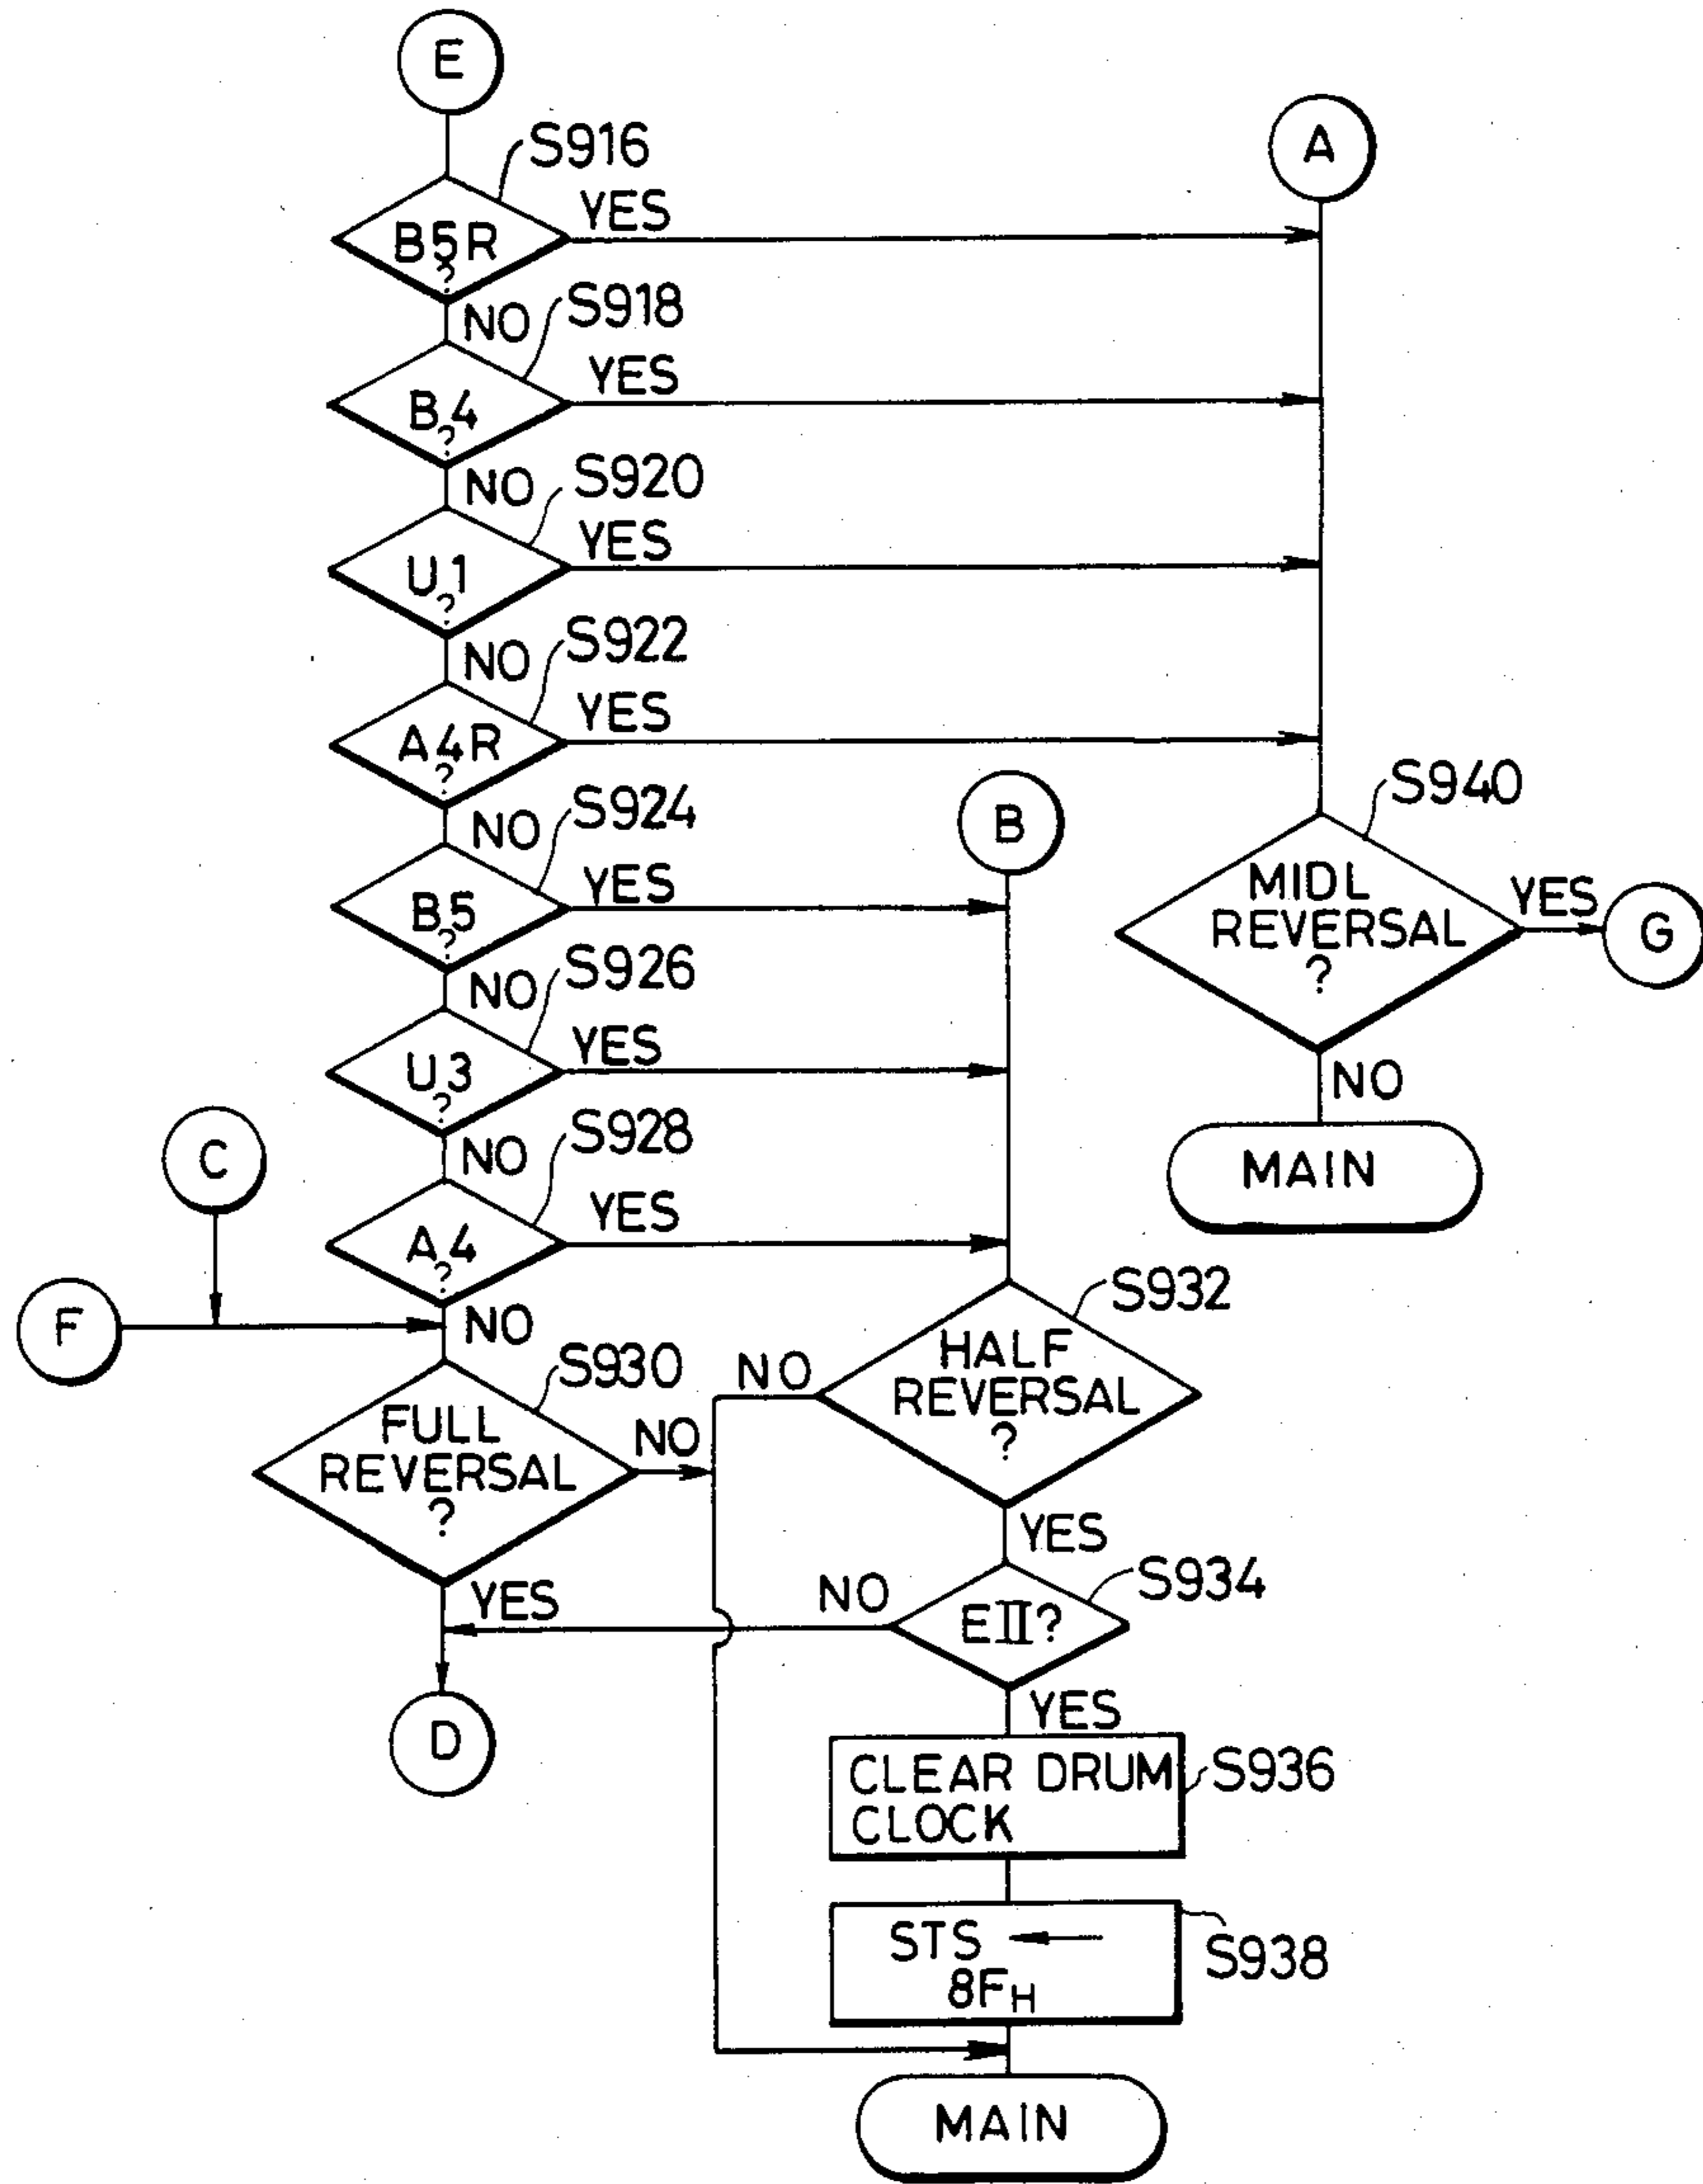 E
S916
A
B5R
?
YES
NO
S918
B4
?
YES
NO
S920
U1
?
YES
NO
S922
A4R
?
YES
NO
S924
B
S940
B5
?
YES
MIDL
REVERSAL
?
YES
G
NO
S926
U3
?
YES
NO
NO
S928
MAIN
C
A4
?
YES
F
NO
S932
HALF
REVERSAL
?
NO
S930
FULL
REVERSAL
?
NO
YES
YES
S934
EII?
NO
D
YES
CLEAR DRUM
CLOCK
S936
STS ←
8FH
S938
MAIN